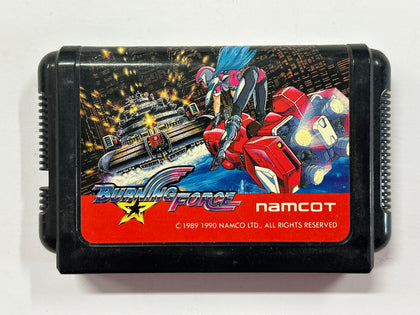 BURNING FORCE
namcot
© 1989 1990 NAMCO LTD., ALL RIGHTS RESERVED